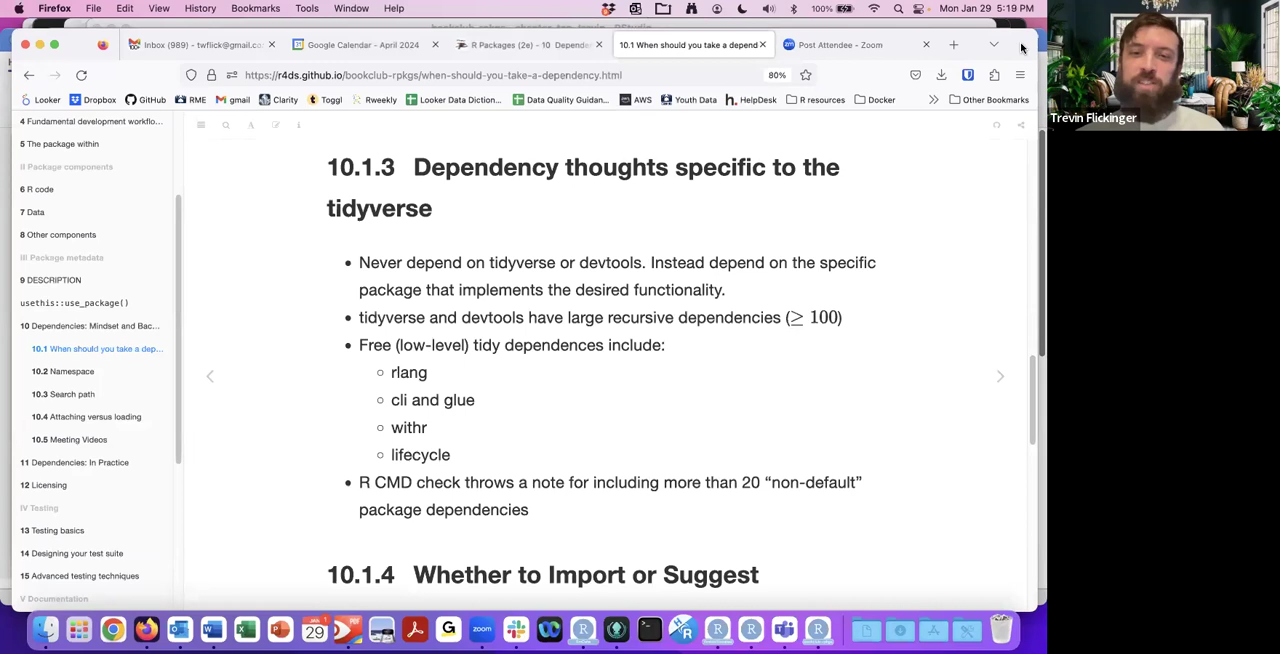 Firefox File Edit View History Bookmarks Tools Window Help 100% Mon Jan 29 5:19 PM
Inbox (989) - twflick@gmail.co Google Calendar - April 2024 R Packages (2e) - 10 Depende 10.1 When should you take a depend Post Attendee - Zoom
https://r4ds.github.io/bookclub-rpkgs/when-should-you-take-a-dependency.html 80%
Looker Dropbox GitHub RME gmail Clarity Toggl Rweekly Looker Data Diction... Data Quality Guidan... AWS Youth Data HelpDesk R resources Docker Other Bookmarks
Trevin Flickinger
4 Fundamental development workflo...
5 The package within
II Package components
6 R code
7 Data
8 Other components
III Package metadata
9 DESCRIPTION
usethis::use_package()
10 Dependencies: Mindset and Bac...
10.1 When should you take a dep...
10.2 Namespace
10.3 Search path
10.4 Attaching versus loading
10.5 Meeting Videos
11 Dependencies: In Practice
12 Licensing
IV Testing
13 Testing basics
14 Designing your test suite
15 Advanced testing techniques
V Documentation
10.1.3 Dependency thoughts specific to the
tidyverse
Never depend on tidyverse or devtools. Instead depend on the specific
package that implements the desired functionality.
tidyverse and devtools have large recursive dependencies (≥ 100)
Free (low-level) tidy dependences include:
rlang
cli and glue
withr
lifecycle
R CMD check throws a note for including more than 20 “non-default”
package dependencies
10.1.4 Whether to Import or Suggest